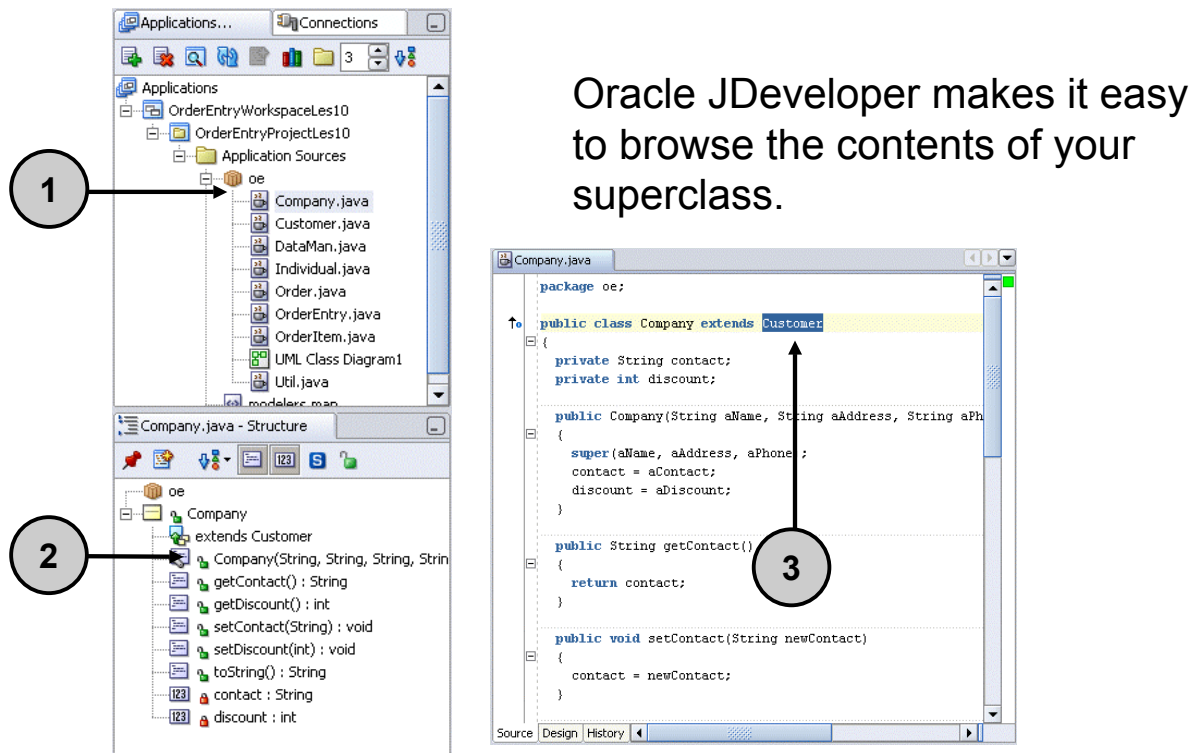 Applications...
Connections
3
Applications
OrderEntryWorkspaceLes10
OrderEntryProjectLes10
Application Sources
oe
Company.java
Customer.java
DataMan.java
Individual.java
Order.java
OrderEntry.java
OrderItem.java
UML Class Diagram1
Util.java
modelers.map
1
Company.java - Structure
123
S
oe
Company
extends Customer
Company(String, String, String, Strin
getContact() : String
getDiscount() : int
setContact(String) : void
setDiscount(int) : void
toString() : String
123 contact : String
123 discount : int
2
Oracle JDeveloper makes it easy
to browse the contents of your
superclass.
Company.java
package oe;
public class Company extends Customer
{
private String contact;
private int discount;
public Company(String aName, String aAddress, String aPh
{
super(aName, aAddress, aPhone);
contact = aContact;
discount = aDiscount;
}
public String getContact()
{
return contact;
}
public void setContact(String newContact)
{
contact = newContact;
}
3
Source Design History